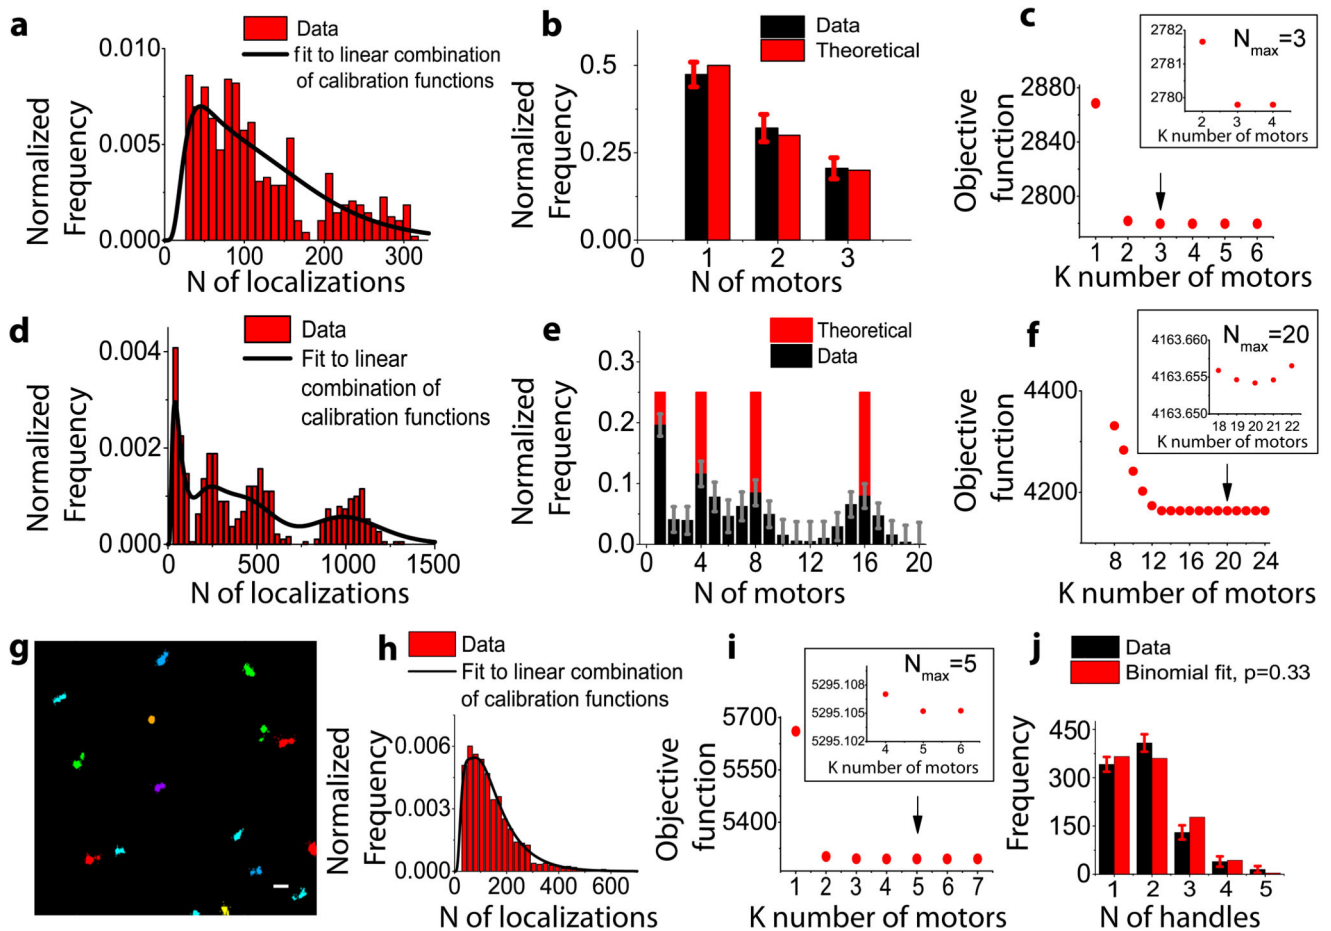 a
Data
fit to linear combination
of calibration functions
Normalized
Frequency
0.010
0.005
0.000
0 100 200 300
N of localizations
b
Data
Theoretical
Normalized
Frequency
0.5
0.25
0.00
0 1 2 3
N of motors
c
Objective
function
2880
2840
2800
1 2 3 4 5 6
K number of motors
N max=3
2782
2781
2780
2 3 4
K number of motors
d
Data
Fit to linear
combination of
calibration functions
Normalized
Frequency
0.004
0.002
0.000
0 500 1000 1500
N of localizations
e
Theoretical
Data
Normalized
Frequency
0.3
0.2
0.1
0.0
0 4 8 12 16 20
N of motors
f
Objective
function
4400
4200
8 12 16 20 24
K number of motors
N max=20
4163.660
4163.655
4163.650
18 19 20 21 22
K number of motors
g
h
Data
Fit to linear combination
of calibration functions
Normalized
Frequency
0.006
0.003
0.000
0 200 400 600
N of localizations
i
Objective
function
5700
5550
5400
1 2 3 4 5 6 7
K number of motors
N max=5
5295.108
5295.105
5295.102
4 5 6
K number of motors
j
Data
Binomial fit, p=0.33
Frequency
450
300
150
0
1 2 3 4 5
N of handles